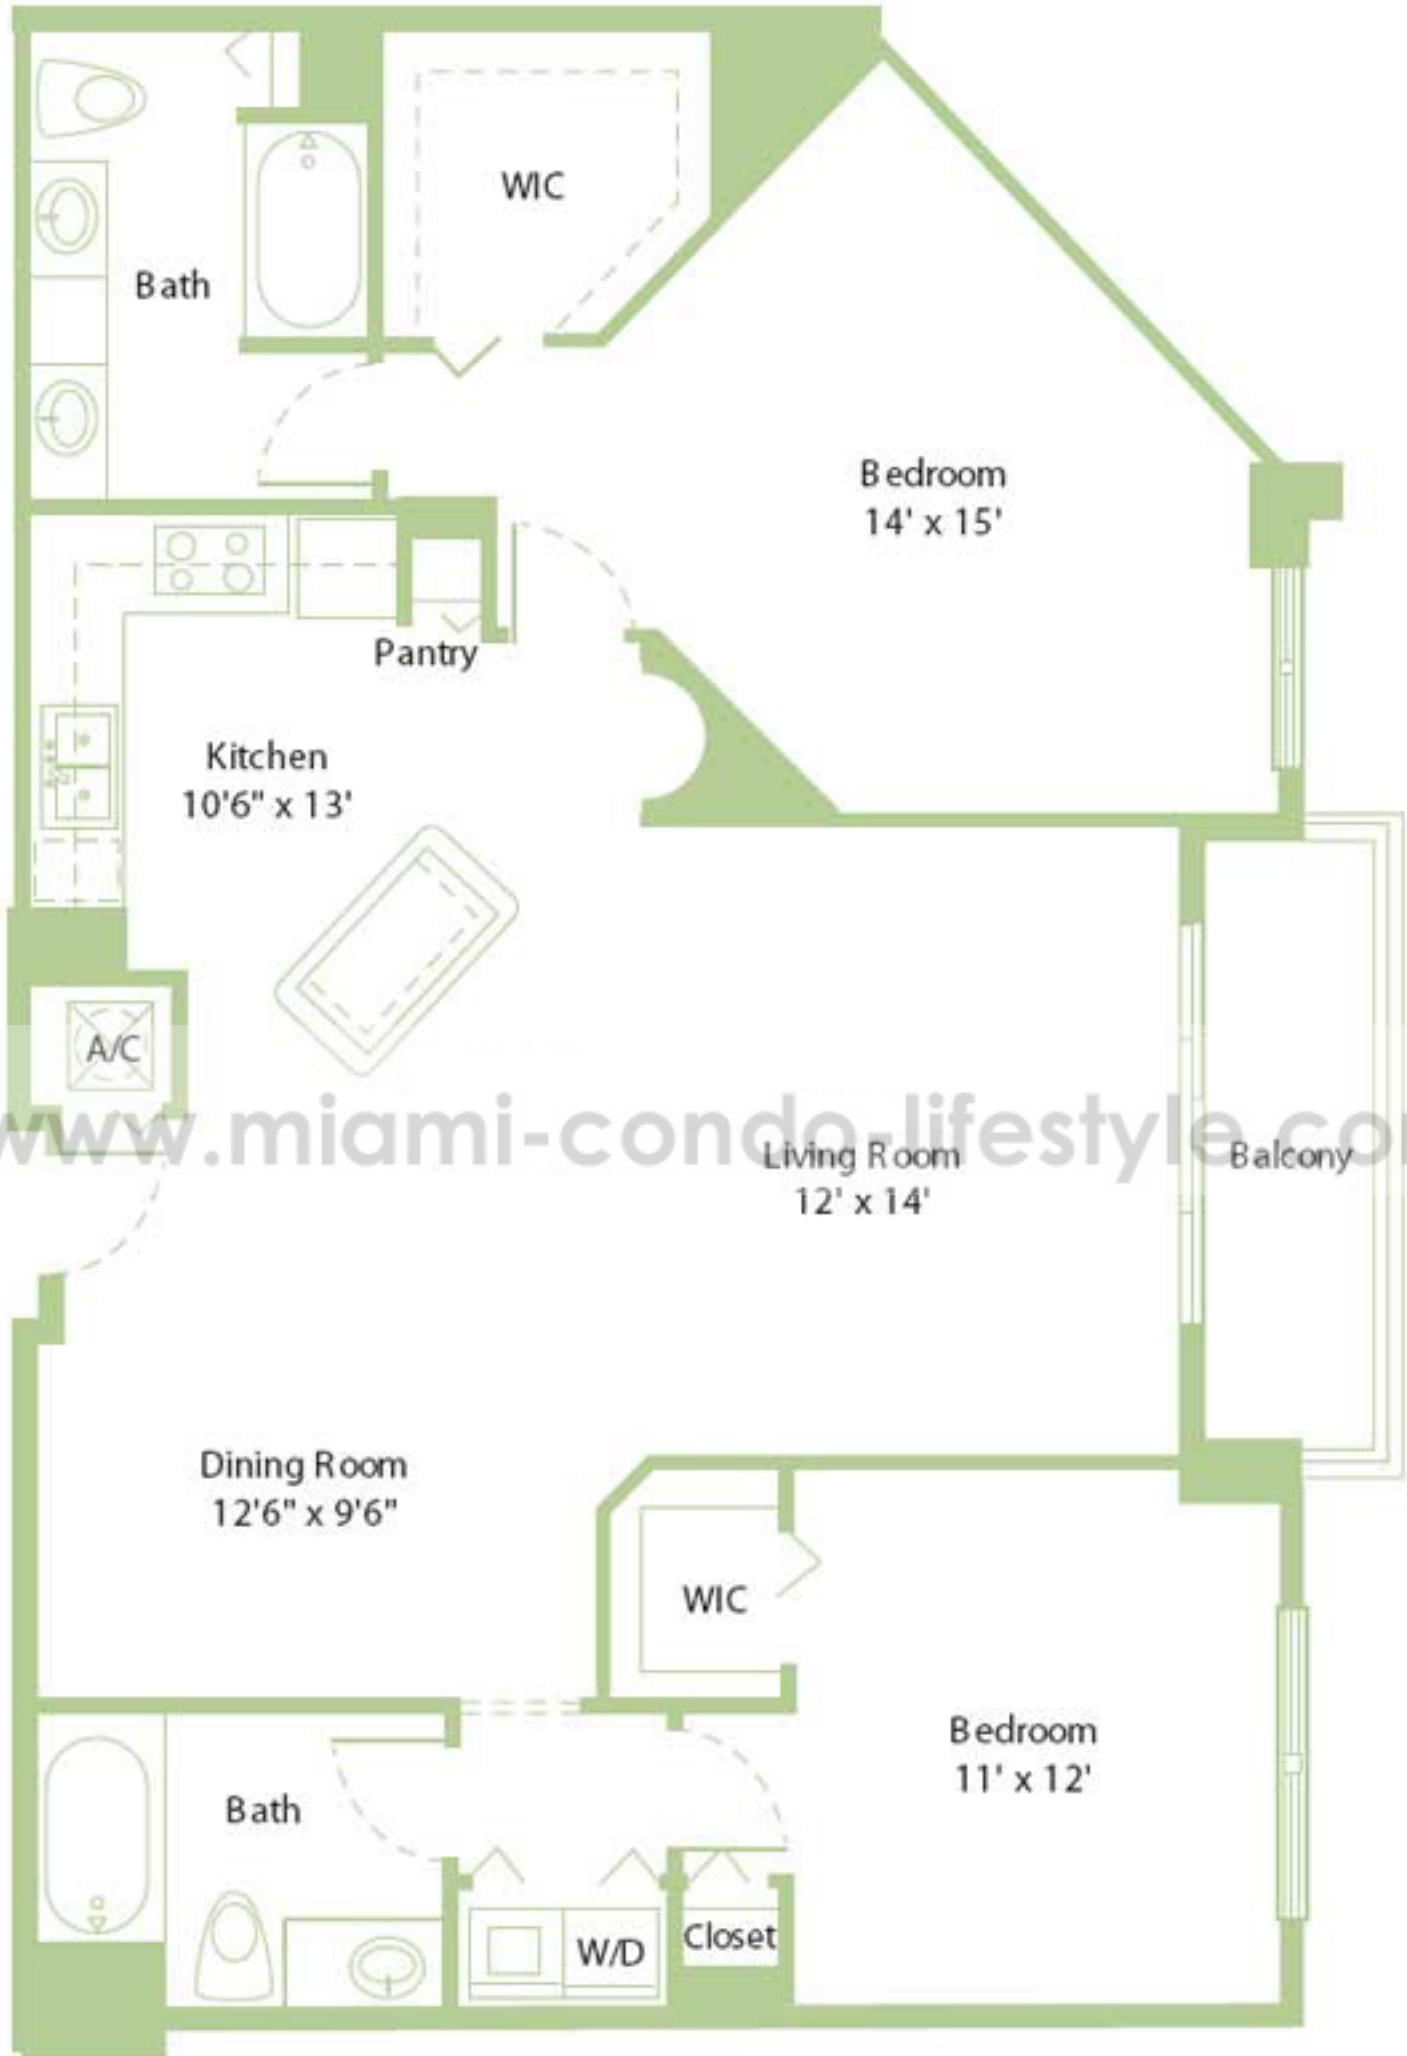 WIC
Bath
Bedroom
14' x 15'
Pantry
Kitchen
10'6" x 13'
A/C
www.miami-condo-lifestyle.com
Living Room
12' x 14'
Balcony
Dining Room
12'6" x 9'6"
WIC
Bedroom
11' x 12'
Bath
W/D
Closet